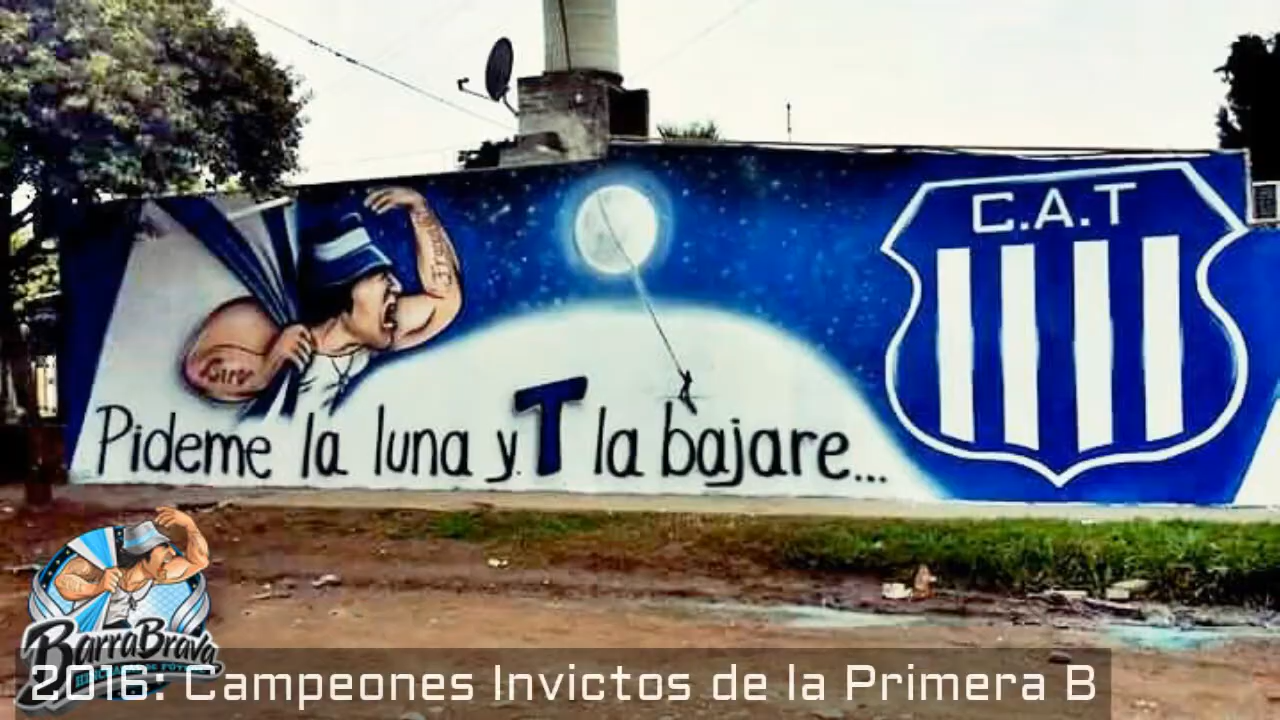 C.A.T
Pideme la luna y T la bajare...
BarraBrava
2016: Campeones Invictos de la Primera B